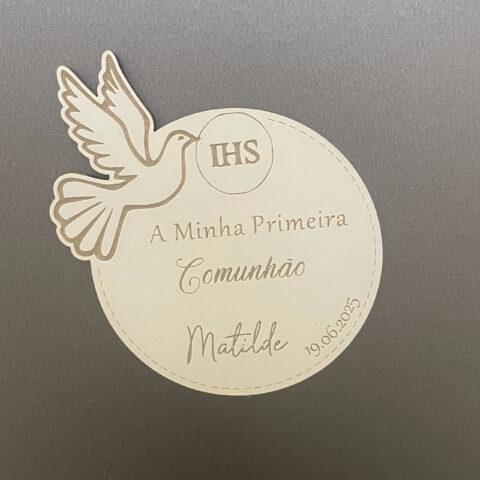 IHS
A Minha Primeira
Comunhão
Matilde
19.06.2025